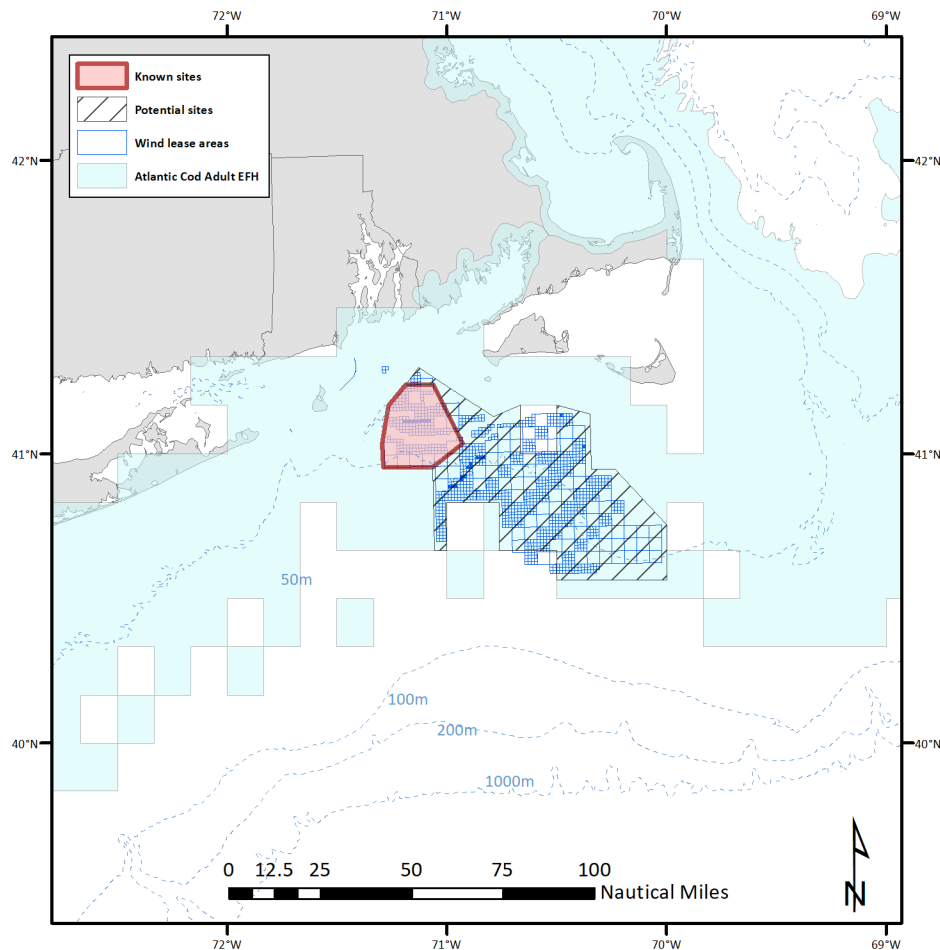 72°W 71°W 70°W 69°W
Known sites
Potential sites
Wind lease areas
Atlantic Cod Adult EFH
42°N 42°N
41°N 41°N
50m
100m
200m
1000m
40°N 40°N
0 12.5 25 50 75 100
Nautical Miles
N
72°W 71°W 70°W 69°W